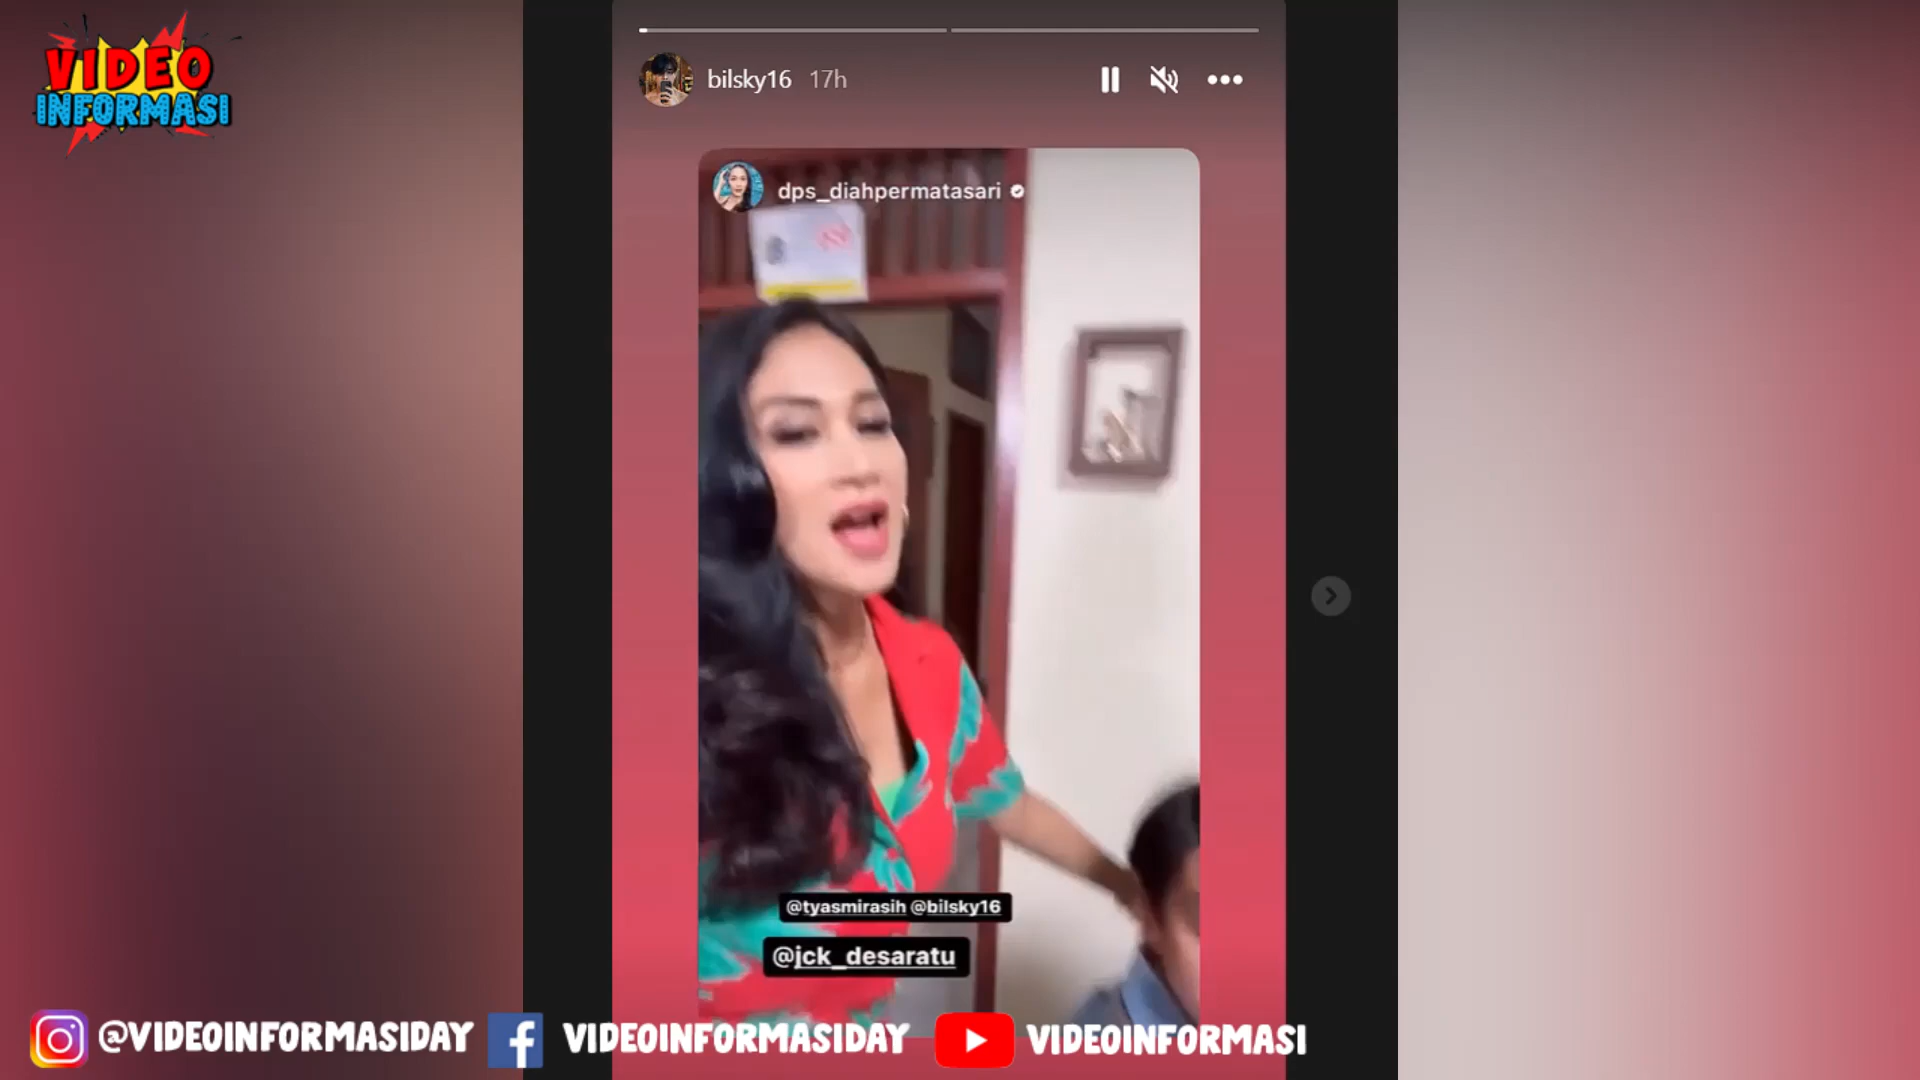 VIDEO
INFORMASI
bilsky16 17h
dps_diahpermatasari
@tyasmirasih @bilsky16
@jck_desaratu
@VIDEOINFORMASIDAY VIDEOINFORMASIDAY VIDEOINFORMASI